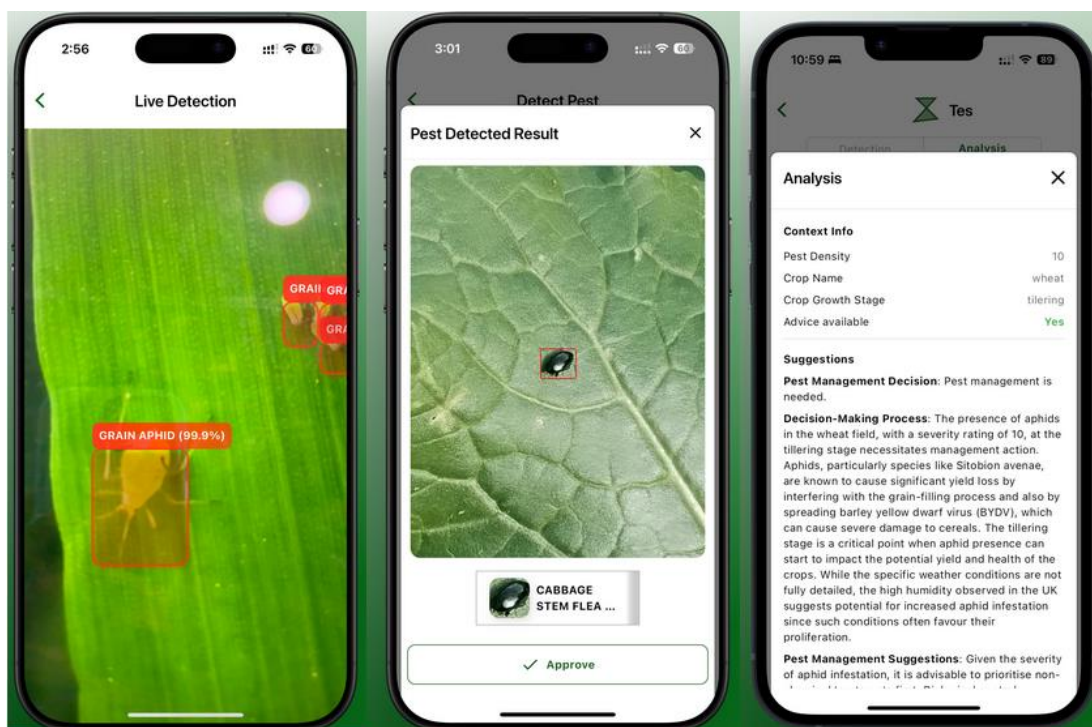 2:56
60
Live Detection
GRAII
GRA
GRA
GRAIN APHID (99.9%)
3:01
60
Detect Pest
Pest Detected Result
CABBAGE
STEM FLEA ...
Approve
10:59
89
Tes
Detection Analysis
Analysis
Context Info
Pest Density 10
Crop Name wheat
Crop Growth Stage tilering
Advice available Yes
Suggestions
Pest Management Decision: Pest management is
needed.
Decision-Making Process: The presence of aphids
in the wheat field, with a severity rating of 10, at the
tillering stage necessitates management action.
Aphids, particularly species like Sitobion avenae,
are known to cause significant yield loss by
interfering with the grain-filling process and also by
spreading barley yellow dwarf virus (BYDV), which
can cause severe damage to cereals. The tillering
stage is a critical point when aphid presence can
start to impact the potential yield and health of the
crops. While the specific weather conditions are not
fully detailed, the high humidity observed in the UK
suggests potential for increased aphid infestation
since such conditions often favour their
proliferation.
Pest Management Suggestions: Given the severity
of aphid infestation, it is advisable to prioritise non-